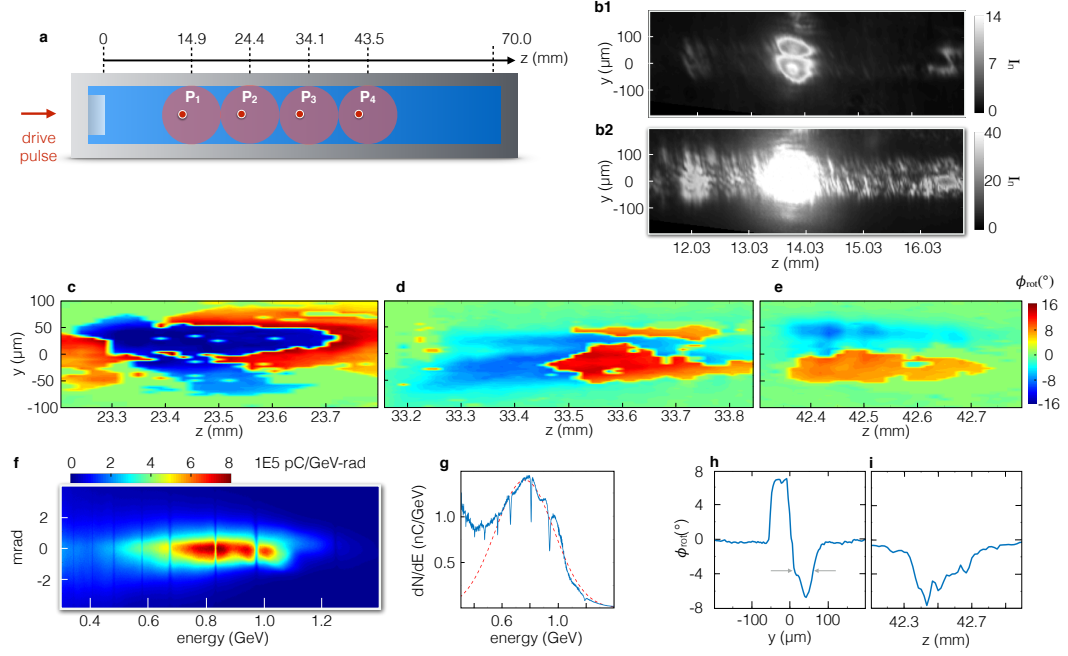 a
0
14.9
24.4
34.1
43.5
70.0
z (mm)
P1
P2
P3
P4
drive
pulse
b1
y (µm)
100
0
-100
14
7
0
In
b2
y (µm)
100
0
-100
40
20
0
In
12.03
13.03
14.03
15.03
16.03
z (mm)
c
d
e
ϕrot(°)
y (µm)
100
50
0
-50
-100
16
8
0
-8
-16
23.3
23.4
23.5
23.6
23.7
z (mm)
33.2
33.3
33.4
33.5
33.6
33.7
33.8
z (mm)
42.4
42.5
42.6
42.7
z (mm)
f
0
2
4
6
8
1E5 pC/GeV-rad
mrad
2
0
-2
0.4
0.6
0.8
1.0
1.2
energy (GeV)
g
dN/dE (nC/GeV)
1.0
0.5
0.6
1.0
energy (GeV)
h
ϕrot(°)
8
4
0
-4
-8
-100
0
100
y (µm)
i
42.3
42.7
z (mm)